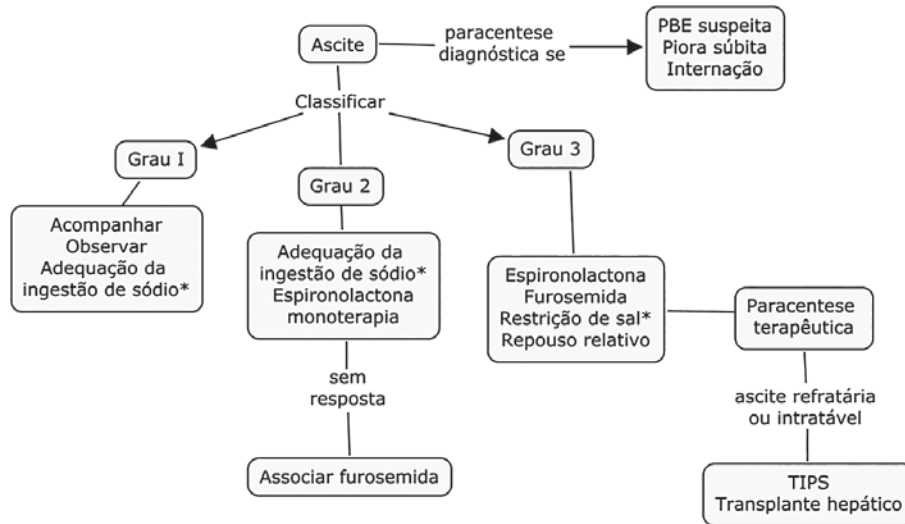 Ascite
paracentese
diagnóstica se
PBE suspeita
Piora súbita
Internação
Classificar
Grau I
Grau 2
Grau 3
Acompanhar
Observar
Adequação da
ingestão de sódio*
Adequação da
ingestão de sódio*
Espironolactona
monoterapia
Espironolactona
Furosemida
Restrição de sal*
Repouso relativo
Paracentese
terapêutica
sem
resposta
ascite refratária
ou intratável
Associar furosemida
TIPS
Transplante hepático